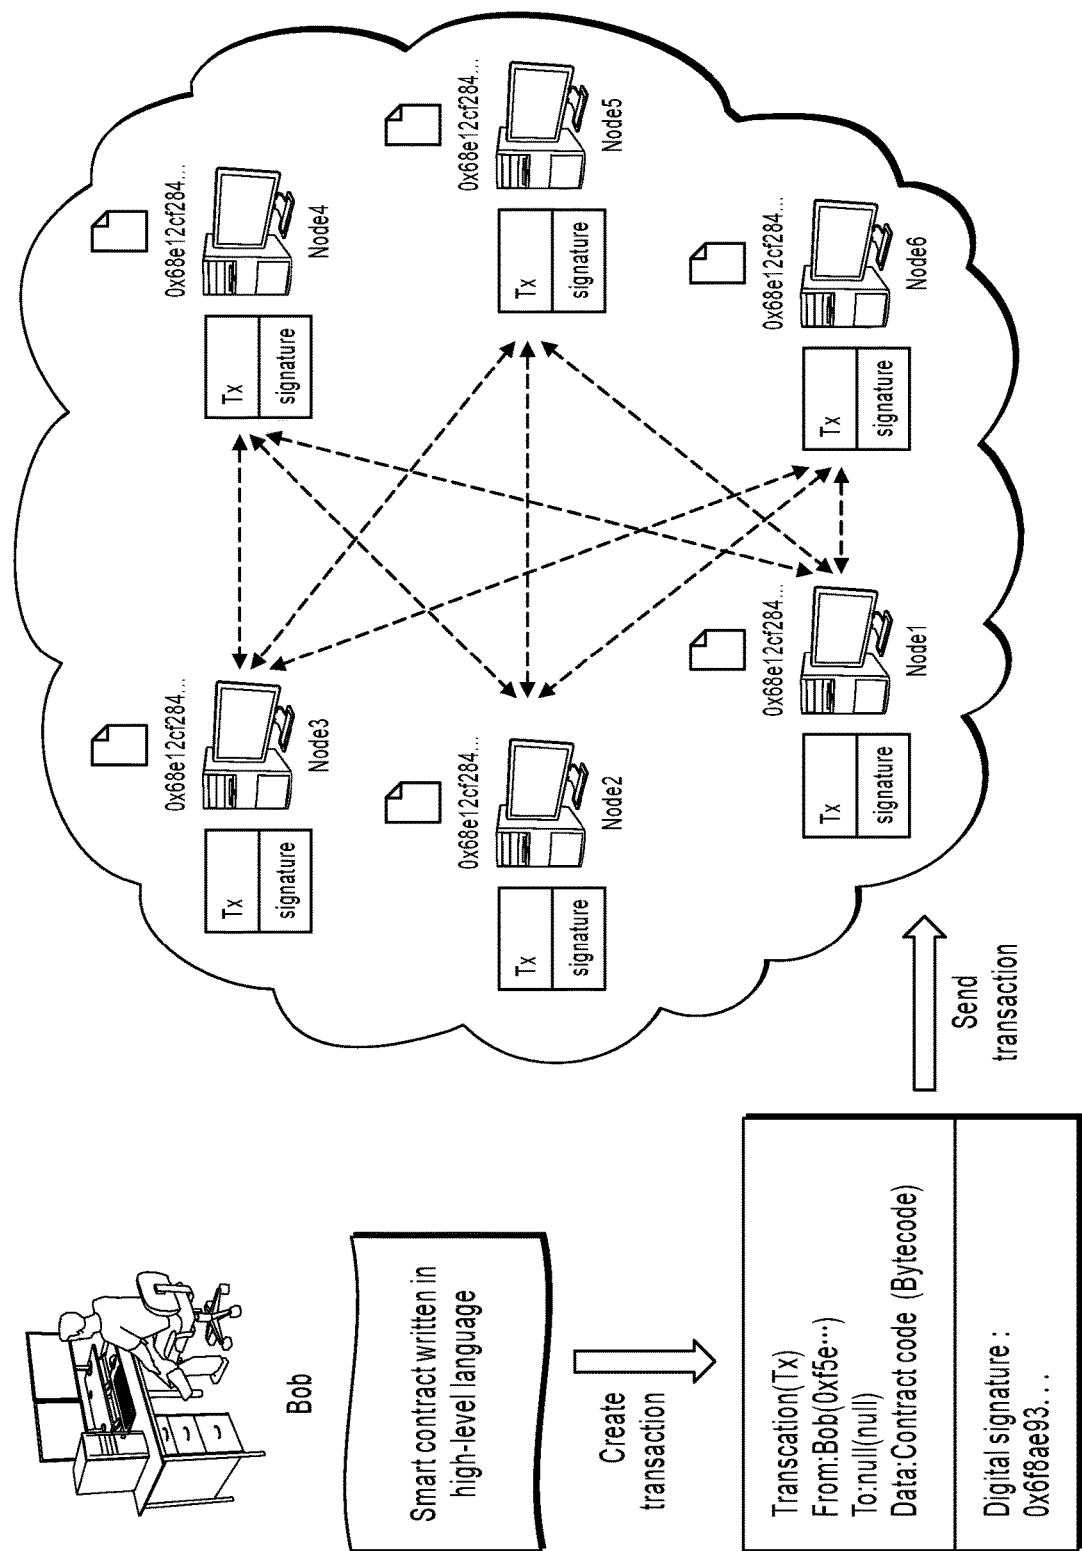 Bob
Smart contract written in
high-level language
Create
transaction
Transcation(Tx)
From:Bob(0xf5e···)
To:null(null)
Data:Contract code (Bytecode)
Digital signature :
0x6f8ae93...
Send
transaction
0x68e12cf284...
Tx
signature
Node3
0x68e12cf284...
Tx
signature
Node4
0x68e12cf284...
Tx
signature
Node2
0x68e12cf284...
Tx
signature
Node5
0x68e12cf284...
Tx
signature
Node1
0x68e12cf284...
Tx
signature
Node6